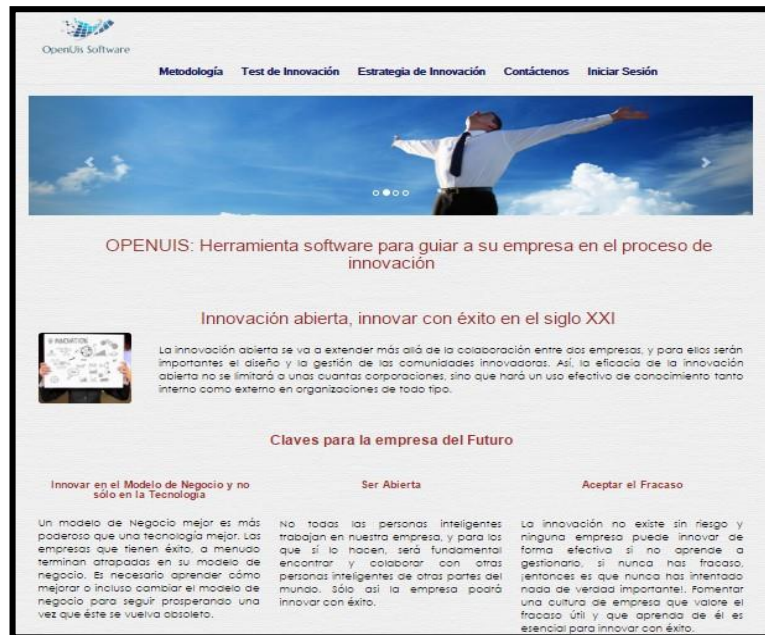 OpenUis Software
Metodología Test de Innovación Estrategia de Innovación Contáctenos Iniciar Sesión
OPENUIS: Herramienta software para guiar a su empresa en el proceso de
innovación
Innovación abierta, innovar con éxito en el siglo XXI
La innovación abierta se va a extender más allá de la colaboración entre dos empresas, y para ellos serán
importantes el diseño y la gestión de las comunidades innovadoras. Así, la eficacia de la innovación
abierta no se limitará a unas cuantas corporaciones, sino que hará un uso efectivo de conocimiento tanto
interno como externo en organizaciones de todo tipo.
Claves para la empresa del Futuro
Innovar en el Modelo de Negocio y no
sólo en la Tecnología
Un modelo de Negocio mejor es más
poderoso que una tecnología mejor. Las
empresas que tienen éxito, a menudo
terminan atrapadas en su modelo de
negocio. Es necesario aprender cómo
mejorar o incluso cambiar el modelo de
negocio para seguir prosperando una
vez que éste se vuelva obsoleto.
Ser Abierta
No todas las personas inteligentes
trabajan en nuestra empresa, y para los
que sí lo hacen, será fundamental
encontrar y colaborar con otras
personas inteligentes de otras partes del
mundo. Sólo así la empresa podrá
innovar con éxito.
Aceptar el Fracaso
La innovación no existe sin riesgo y
ninguna empresa puede innovar de
forma efectiva si no aprende a
gestionarlo, si nunca has fracaso,
¡entonces es que nunca has intentado
nada de verdad importante!. Fomentar
una cultura de empresa que valore el
fracaso útil y que aprenda de él es
esencial para innovar con éxito.